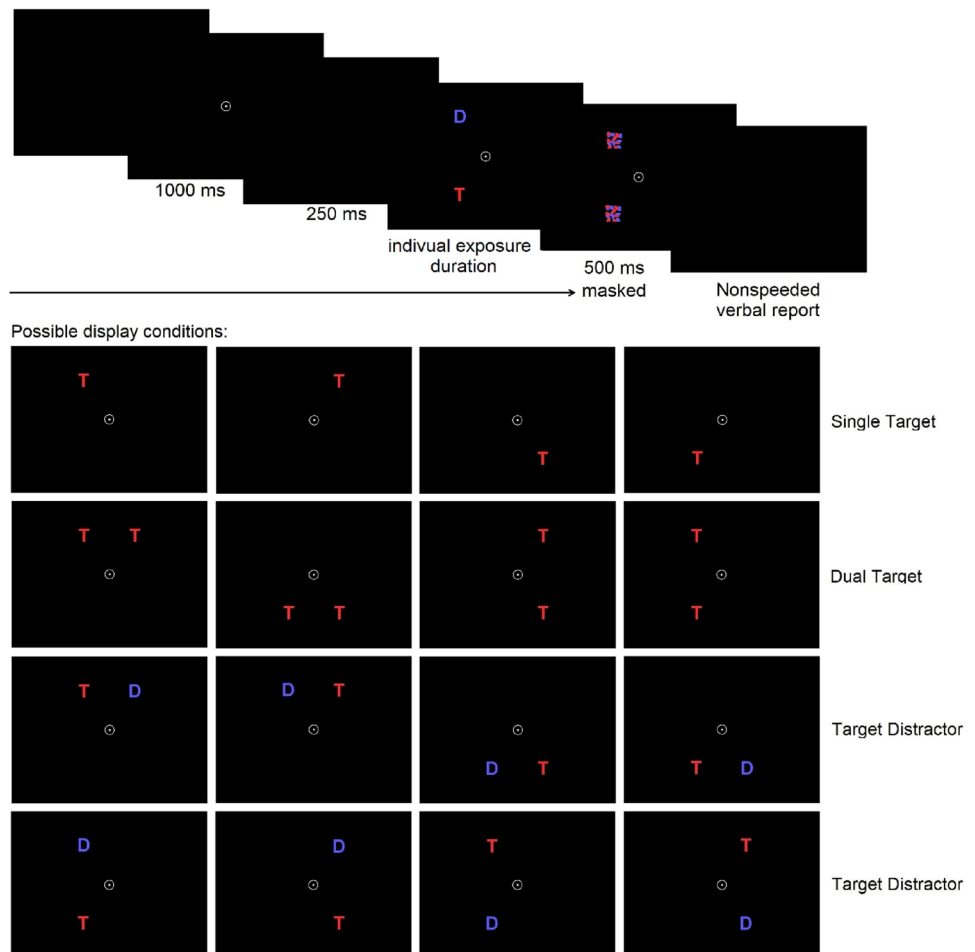 D
T
1000 ms
250 ms
indivual exposure
duration
500 ms
masked
Nonspeeded
verbal report
Possible display conditions:
T T T T Single Target
T T T T T T T T Dual Target
T D D T D T T D Target Distractor
D T D T T D T D Target Distractor